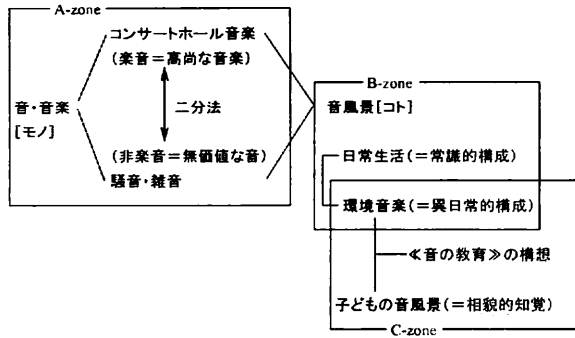 A-zone
コンサートホール音楽
(楽音=高尚な音楽)
二分法
音・音楽
[モノ]
(非楽音=無価値な音)
騒音・雑音
B-zone
音風景[コト]
日常生活(=常識的構成)
環境音楽(=異日常的構成)
≪音の教育≫の構想
子どもの音風景(=相貌的知覚)
C-zone